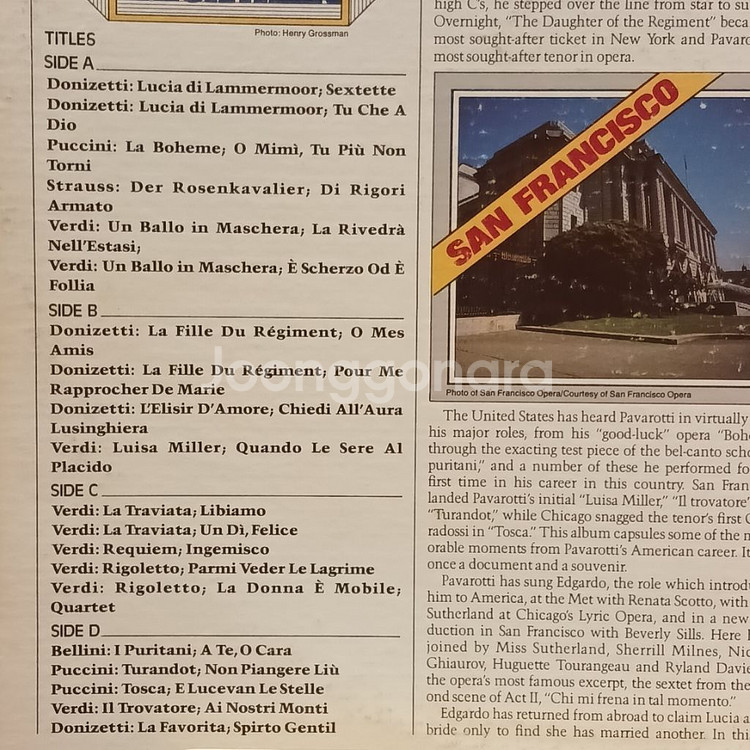 Photo: Henry Grossman
TITLES
SIDE A
Donizetti: Lucia di Lammermoor; Sextette
Donizetti: Lucia di Lammermoor; Tu Che A
Dio
Puccini: La Boheme; O Mimì, Tu Più Non
Torni
Strauss: Der Rosenkavalier; Di Rigori
Armato
Verdi: Un Ballo in Maschera; La Rivedrà
Nell'Estasi;
Verdi: Un Ballo in Maschera; È Scherzo Od È
Follia
SIDE B
Donizetti: La Fille Du Régiment; O Mes
Amis
Donizetti: La Fille Du Régiment; Pour Me
Rapprocher De Marie
Donizetti: L'Elisir D'Amore; Chiedi All'Aura
Lusinghiera
Verdi: Luisa Miller; Quando Le Sere Al
Placido
SIDE C
Verdi: La Traviata; Libiamo
Verdi: La Traviata; Un Dì, Felice
Verdi: Requiem; Ingemisco
Verdi: Rigoletto; Parmi Veder Le Lagrime
Verdi: Rigoletto; La Donna È Mobile;
Quartet
SIDE D
Bellini: I Puritani; A Te, O Cara
Puccini: Turandot; Non Piangere Liù
Puccini: Tosca; E Lucevan Le Stelle
Verdi: Il Trovatore; Ai Nostri Monti
Donizetti: La Favorita; Spirto Gentil
high C's, he stepped over the line from star to su
Overnight, "The Daughter of the Regiment" beca
most sought-after ticket in New York and Pavaro
most sought-after tenor in opera.
SAN FRANCISCO
Photo of San Francisco Opera/Courtesy of San Francisco Opera
The United States has heard Pavarotti in virtually
his major roles, from his "good-luck" opera "Bohe
through the exacting test piece of the bel-canto scho
puritani," and a number of these he performed fo
first time in his career in this country. San Fran
landed Pavarotti's initial "Luisa Miller," "Il trovatore"
"Turandot," while Chicago snagged the tenor's first C
radossi in "Tosca." This album capsules some of the m
orable moments from Pavarotti's American career. It
once a document and a souvenir.
Pavarotti has sung Edgardo, the role which introdu
him to America, at the Met with Renata Scotto, with
Sutherland at Chicago's Lyric Opera, and in a new
duction in San Francisco with Beverly Sills. Here
joined by Miss Sutherland, Sherrill Milnes, Nic
Ghiaurov, Huguette Tourangeau and Ryland Davie
the opera's most famous excerpt, the sextet from the
ond scene of Act II, "Chi mi frena in tal momento."
Edgardo has returned from abroad to claim Lucia a
bride only to find she has married another. In thi
Joonggonara